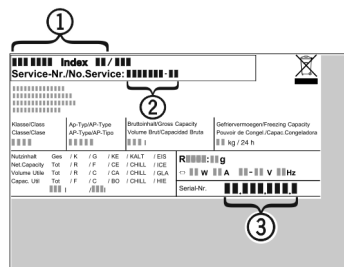 1
Index /
Service-Nr./No.Service: -
2
Klasse/Class
Classe/Clase
Ap-Typ/AP-Type
AP-Type/AP-Tipo
Bruttoinhalt/Gross Capacity
Volume Brut/Capacidad Bruta
l
Gefriervermoegen/Freezing Capacity
Pouvoir de Congel./Capac.Congeladora
kg / 24 h
Nutzinhalt Ges / K / G / KE / KALT / EIS
Net.Capacity Tot / R / F / CE / CHILL / ICE
Volume Utile Tot / R / C / CA / CHILL / GLA
Capac. Util Tot / F / C / BO / CHILL / HIE
l / l
R : g
W A - V Hz
Serial-Nr. , , ,
3